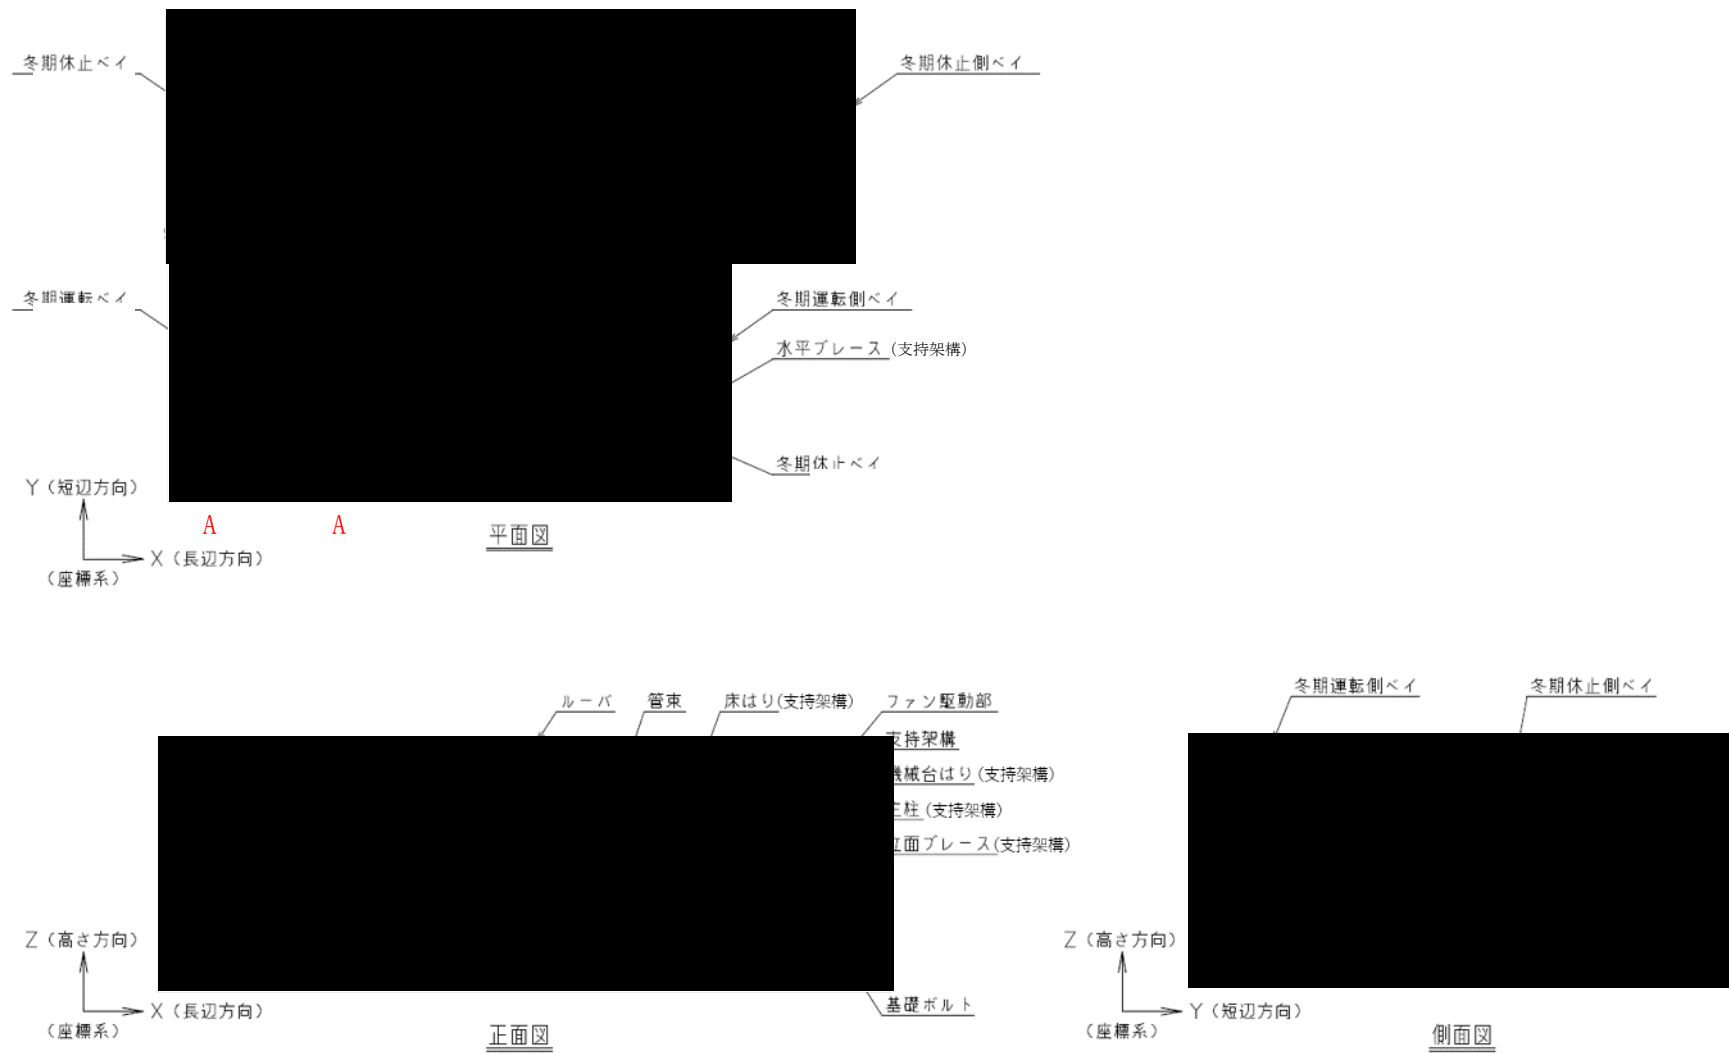 冬期休止ベイ
冬期休止側ベイ
冬期運転ベイ
冬期運転側ベイ
水平ブレース (支持架構)
冬期休止ベイ
Y (短辺方向)
X (長辺方向)
(座標系)
A
A
平面図
ルーバ
管束
床はり(支持架構)
ファン駆動部
支持架構
機械台はり (支持架構)
主柱 (支持架構)
立面ブレース(支持架構)
基礎ボルト
Z (高さ方向)
X (長辺方向)
(座標系)
正面図
冬期運転側ベイ
冬期休止側ベイ
Z (高さ方向)
Y (短辺方向)
(座標系)
側面図